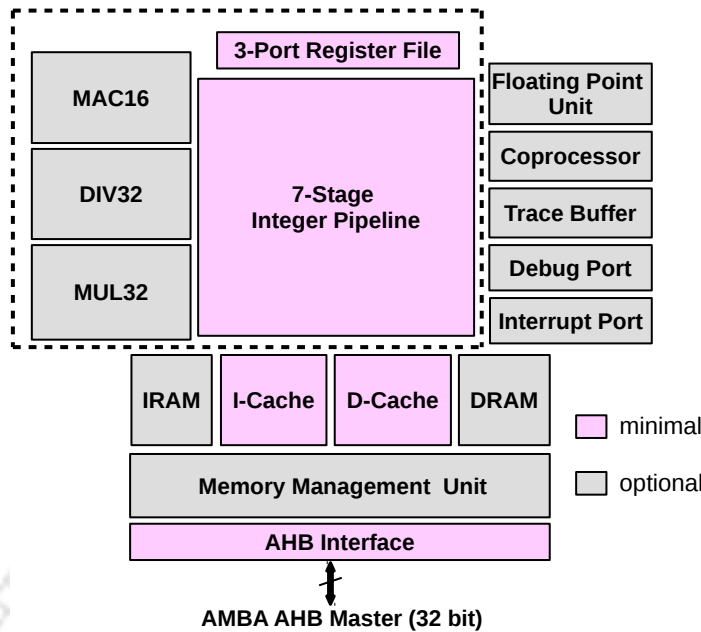 3-Port Register File
MAC16
DIV32
MUL32
7-Stage
Integer Pipeline
Floating Point
Unit
Coprocessor
Trace Buffer
Debug Port
Interrupt Port
IRAM
I-Cache
D-Cache
DRAM
minimal
optional
Memory Management Unit
AHB Interface
AMBA AHB Master (32 bit)